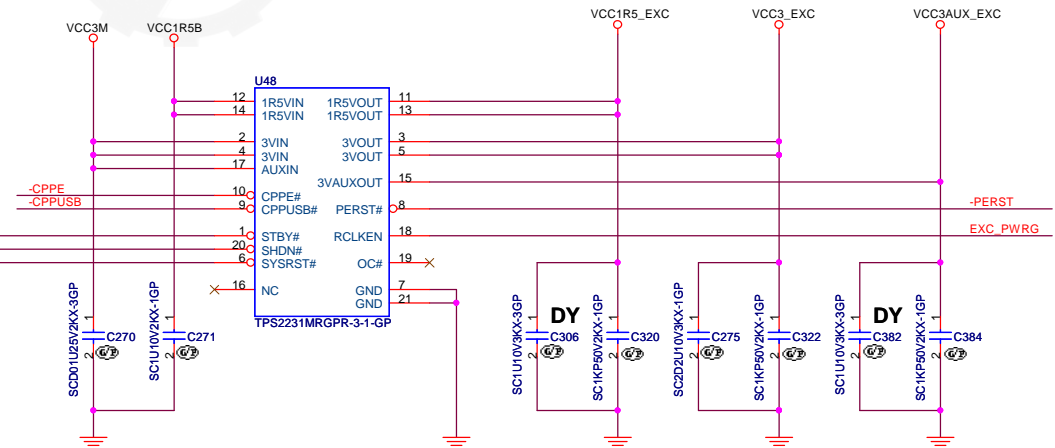 VCC3M
VCC1R5B
VCC1R5_EXC
VCC3_EXC
VCC3AUX_EXC
U48
12 1R5VIN 1R5VOUT 11
14 1R5VIN 1R5VOUT 13
2 3VIN 3VOUT 3
4 3VIN 3VOUT 5
17 AUXIN
3VAUXOUT 15
-CPPE 10 CPPE#
-CPPUSB 9 CPPUSB# PERST# 8 -PERST
1 STBY# RCLKEN 18 EXC_PWRG
20 SHDN#
6 SYSRST# OC# 19
16 NC GND 7
GND 21
TPS2231MRGPR-3-1-GP
SCD01U25V2KX-3GP
1
C270
2
G/P
SC1U10V2KX-1GP
1
C271
2
G/P
SC1U10V3KX-3GP
1
DY
C306
2
G/P
SC1KP50V2KX-1GP
1
C320
2
G/P
SC2D2U10V3KX-1GP
1
C275
2
SC1KP50V2KX-1GP
1
C322
2
G/P
SC1U10V3KX-3GP
1
DY
C382
2
G/P
SC1KP50V2KX-1GP
1
C384
2
G/P